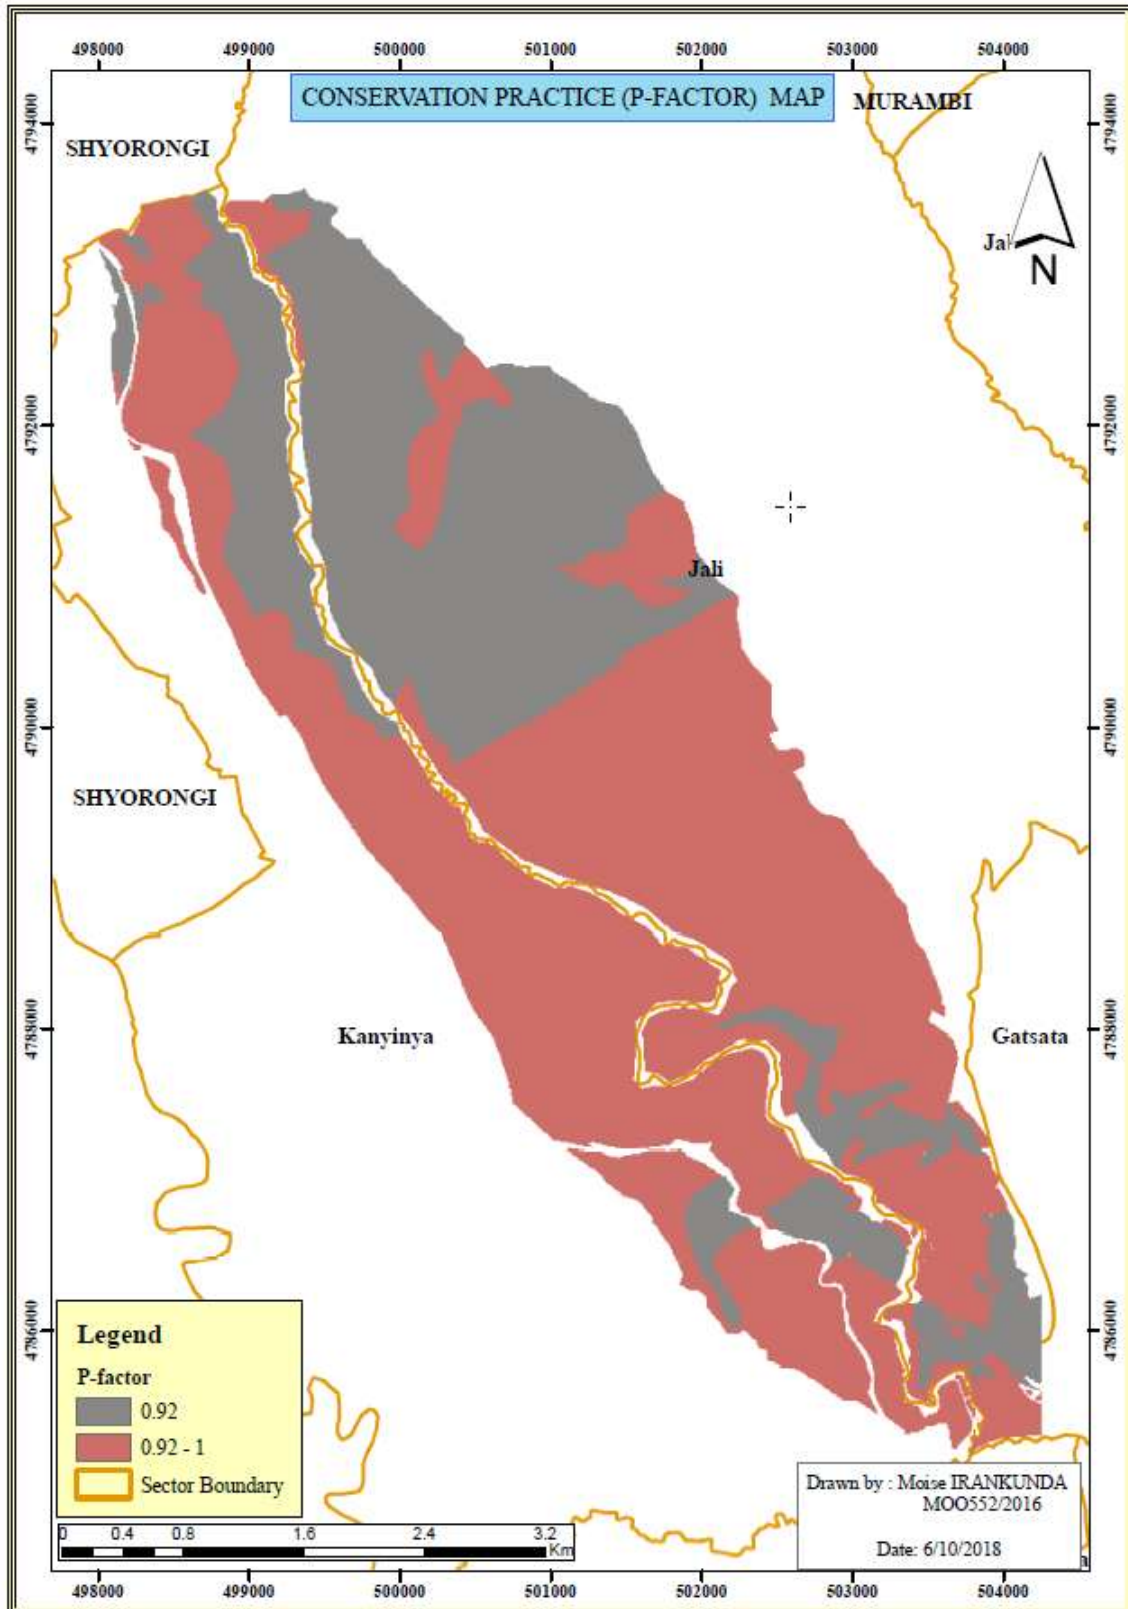 498000 499000 500000 501000 502000 503000 504000
CONSERVATION PRACTICE (P-FACTOR) MAP
MURAMBI
4794000
4794000
SHYORONGI
Jal
N
4792000
4792000
Jali
4790000
4790000
SHYORONGI
4788000
4788000
Kanyinya
Gatsata
4786000
4786000
Legend
P-factor
0.92
0.92 - 1
Sector Boundary
Drawn by : Moise IRANKUNDA
MOO552/2016
Date: 6/10/2018
0 0.4 0.8 1.6 2.4 3.2
Km
498000 499000 500000 501000 502000 503000 504000